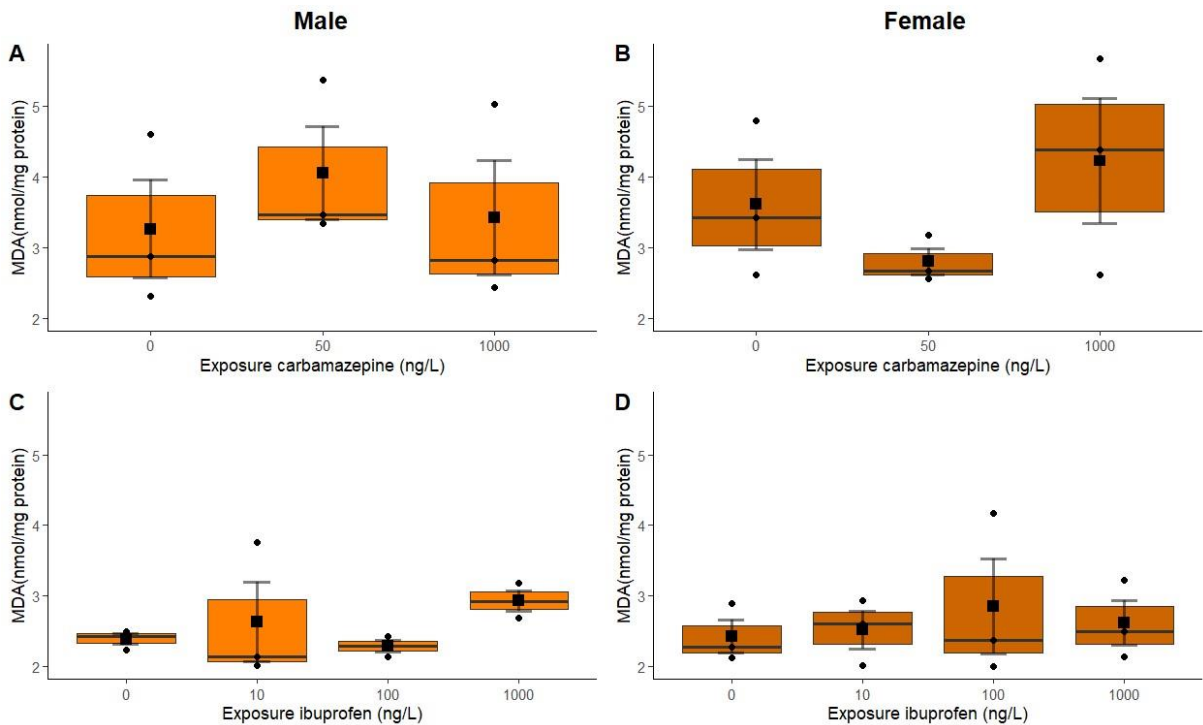 Male
Female
A
MDA(nmol/mg protein)
5
4
3
2
0
50
1000
Exposure carbamazepine (ng/L)
B
MDA(nmol/mg protein)
5
4
3
2
0
50
1000
Exposure carbamazepine (ng/L)
C
MDA(nmol/mg protein)
5
4
3
2
0
10
100
1000
Exposure ibuprofen (ng/L)
D
MDA(nmol/mg protein)
5
4
3
2
0
10
100
1000
Exposure ibuprofen (ng/L)